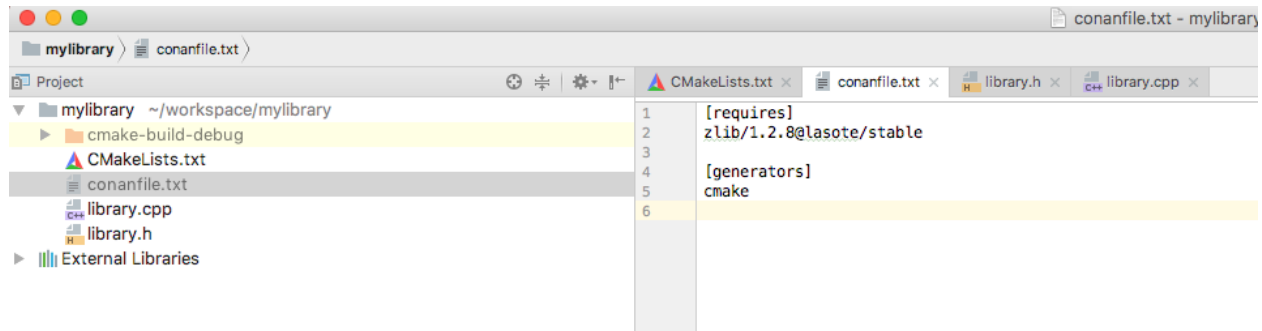 conanfile.txt - mylibrary
mylibrary conanfile.txt
Project
mylibrary ~/workspace/mylibrary
cmake-build-debug
CMakeLists.txt
conanfile.txt
C++ library.cpp
H library.h
External Libraries
CMakeLists.txt × conanfile.txt × H library.h × C++ library.cpp ×
1 [requires]
2 zlib/1.2.8@lasote/stable
3
4 [generators]
5 cmake
6